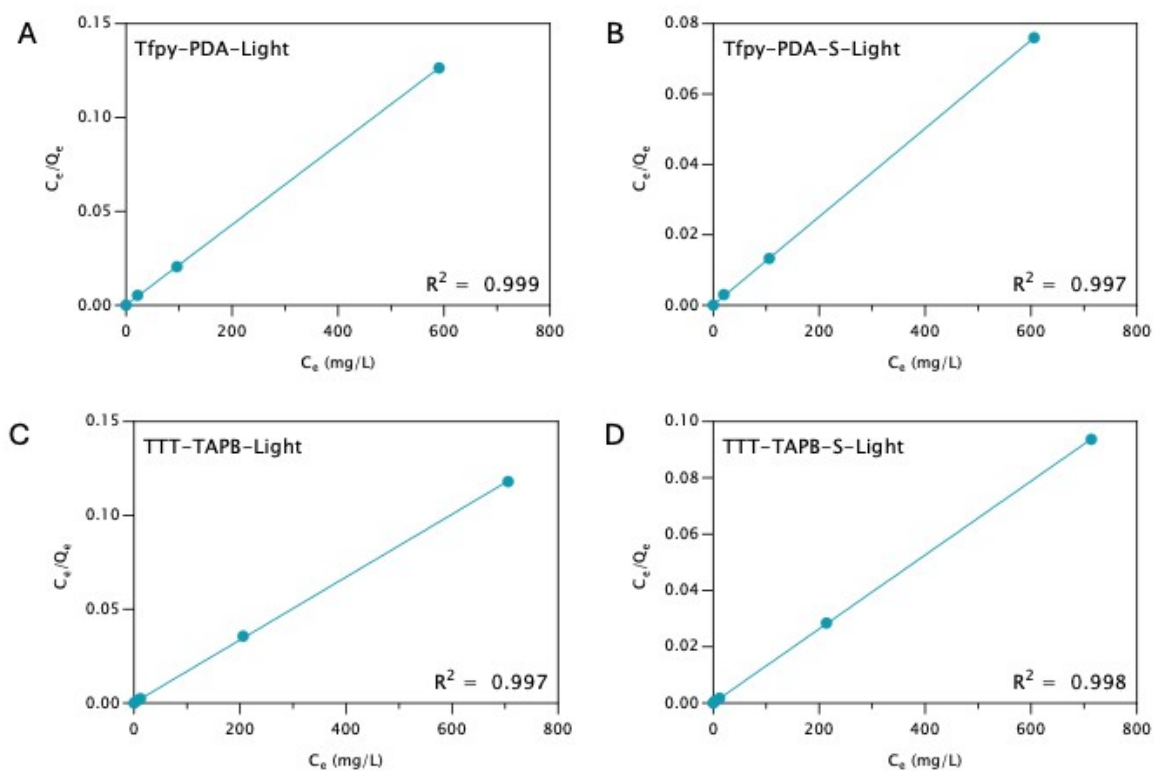 A
Tfpy-PDA-Light
0.15
0.10
0.05
0.00
Cₑ/Qₑ
R² = 0.999
0 200 400 600 800
Cₑ (mg/L)
B
Tfpy-PDA-S-Light
0.08
0.06
0.04
0.02
0.00
Cₑ/Qₑ
R² = 0.997
0 200 400 600 800
Cₑ (mg/L)
C
TTT-TAPB-Light
0.15
0.10
0.05
0.00
Cₑ/Qₑ
R² = 0.997
0 200 400 600 800
Cₑ (mg/L)
D
TTT-TAPB-S-Light
0.10
0.08
0.06
0.04
0.02
0.00
Cₑ/Qₑ
R² = 0.998
0 200 400 600 800
Cₑ (mg/L)